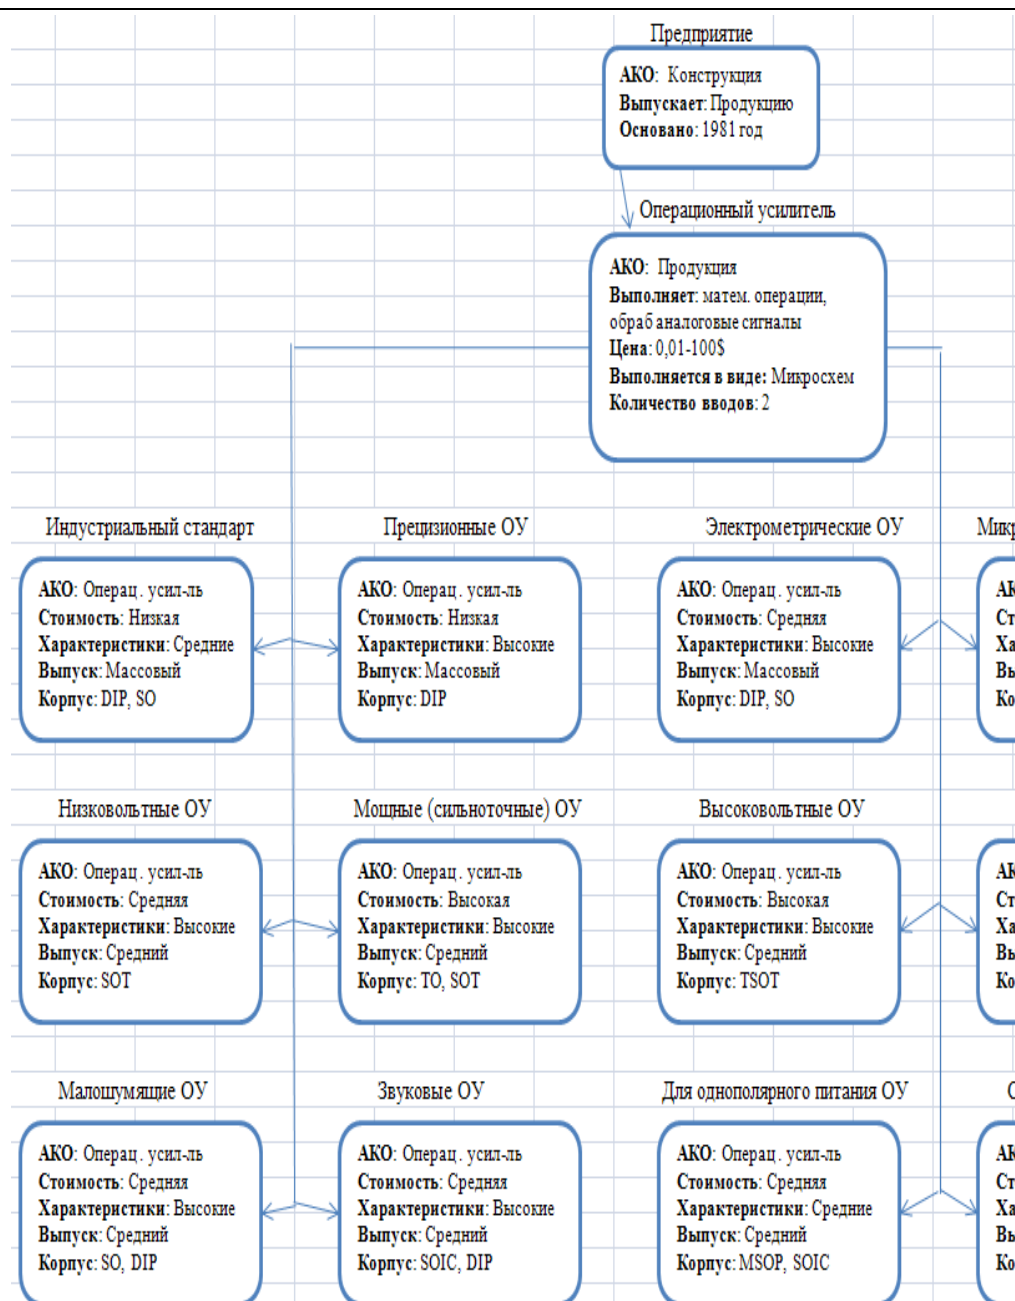 Предприятие
АКО: Конструкция
Выпускает: Продукцию
Основано: 1981 год
Операционный усилитель
АКО: Продукция
Выполняет: матем. операции,
обраб аналоговые сигналы
Цена: 0,01-100$
Выполняется в виде: Микросхем
Количество вводов: 2
Индустриальный стандарт
АКО: Операц. усил-ль
Стоимость: Низкая
Характеристики: Средние
Выпуск: Массовый
Корпус: DIP, SO
Прецизионные ОУ
АКО: Операц. усил-ль
Стоимость: Низкая
Характеристики: Высокие
Выпуск: Массовый
Корпус: DIP
Электрометрические ОУ
АКО: Операц. усил-ль
Стоимость: Средняя
Характеристики: Высокие
Выпуск: Массовый
Корпус: DIP, SO
Низковольтные ОУ
АКО: Операц. усил-ль
Стоимость: Средняя
Характеристики: Высокие
Выпуск: Средний
Корпус: SOT
Мощные (сильноточные) ОУ
АКО: Операц. усил-ль
Стоимость: Высокая
Характеристики: Высокие
Выпуск: Средний
Корпус: TO, SOT
Высоковольтные ОУ
АКО: Операц. усил-ль
Стоимость: Высокая
Характеристики: Высокие
Выпуск: Средний
Корпус: TSOT
Малошумящие ОУ
АКО: Операц. усил-ль
Стоимость: Средняя
Характеристики: Высокие
Выпуск: Средний
Корпус: SO, DIP
Звуковые ОУ
АКО: Операц. усил-ль
Стоимость: Средняя
Характеристики: Высокие
Выпуск: Средний
Корпус: SOIC, DIP
Для однополярного питания ОУ
АКО: Операц. усил-ль
Стоимость: Средняя
Характеристики: Средние
Выпуск: Средний
Корпус: MSOP, SOIC